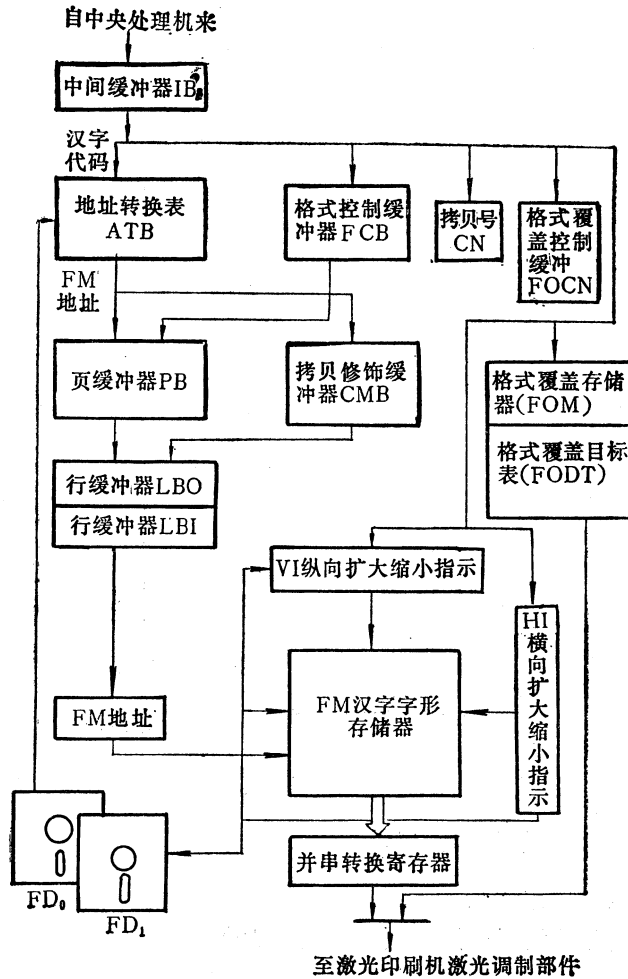 自中央处理机来
中间缓冲器IB
汉字
代码
地址转换表
ATB
格式控制缓
冲器FCB
拷贝号
CN
格式覆
盖控制
缓冲
FOCN
FM
地址
页缓冲器PB
拷贝修饰缓
冲器CMB
格式覆盖存储
器(FOM)
格式覆盖目标
表(FODT)
行缓冲器LBO
行缓冲器LBI
VI纵向扩大缩小指示
HI
横
向
扩
大
缩
小
指
示
FM汉字字形
存储器
FM地址
并串转换寄存器
FD₀
FD₁
至激光印刷机激光调制部件